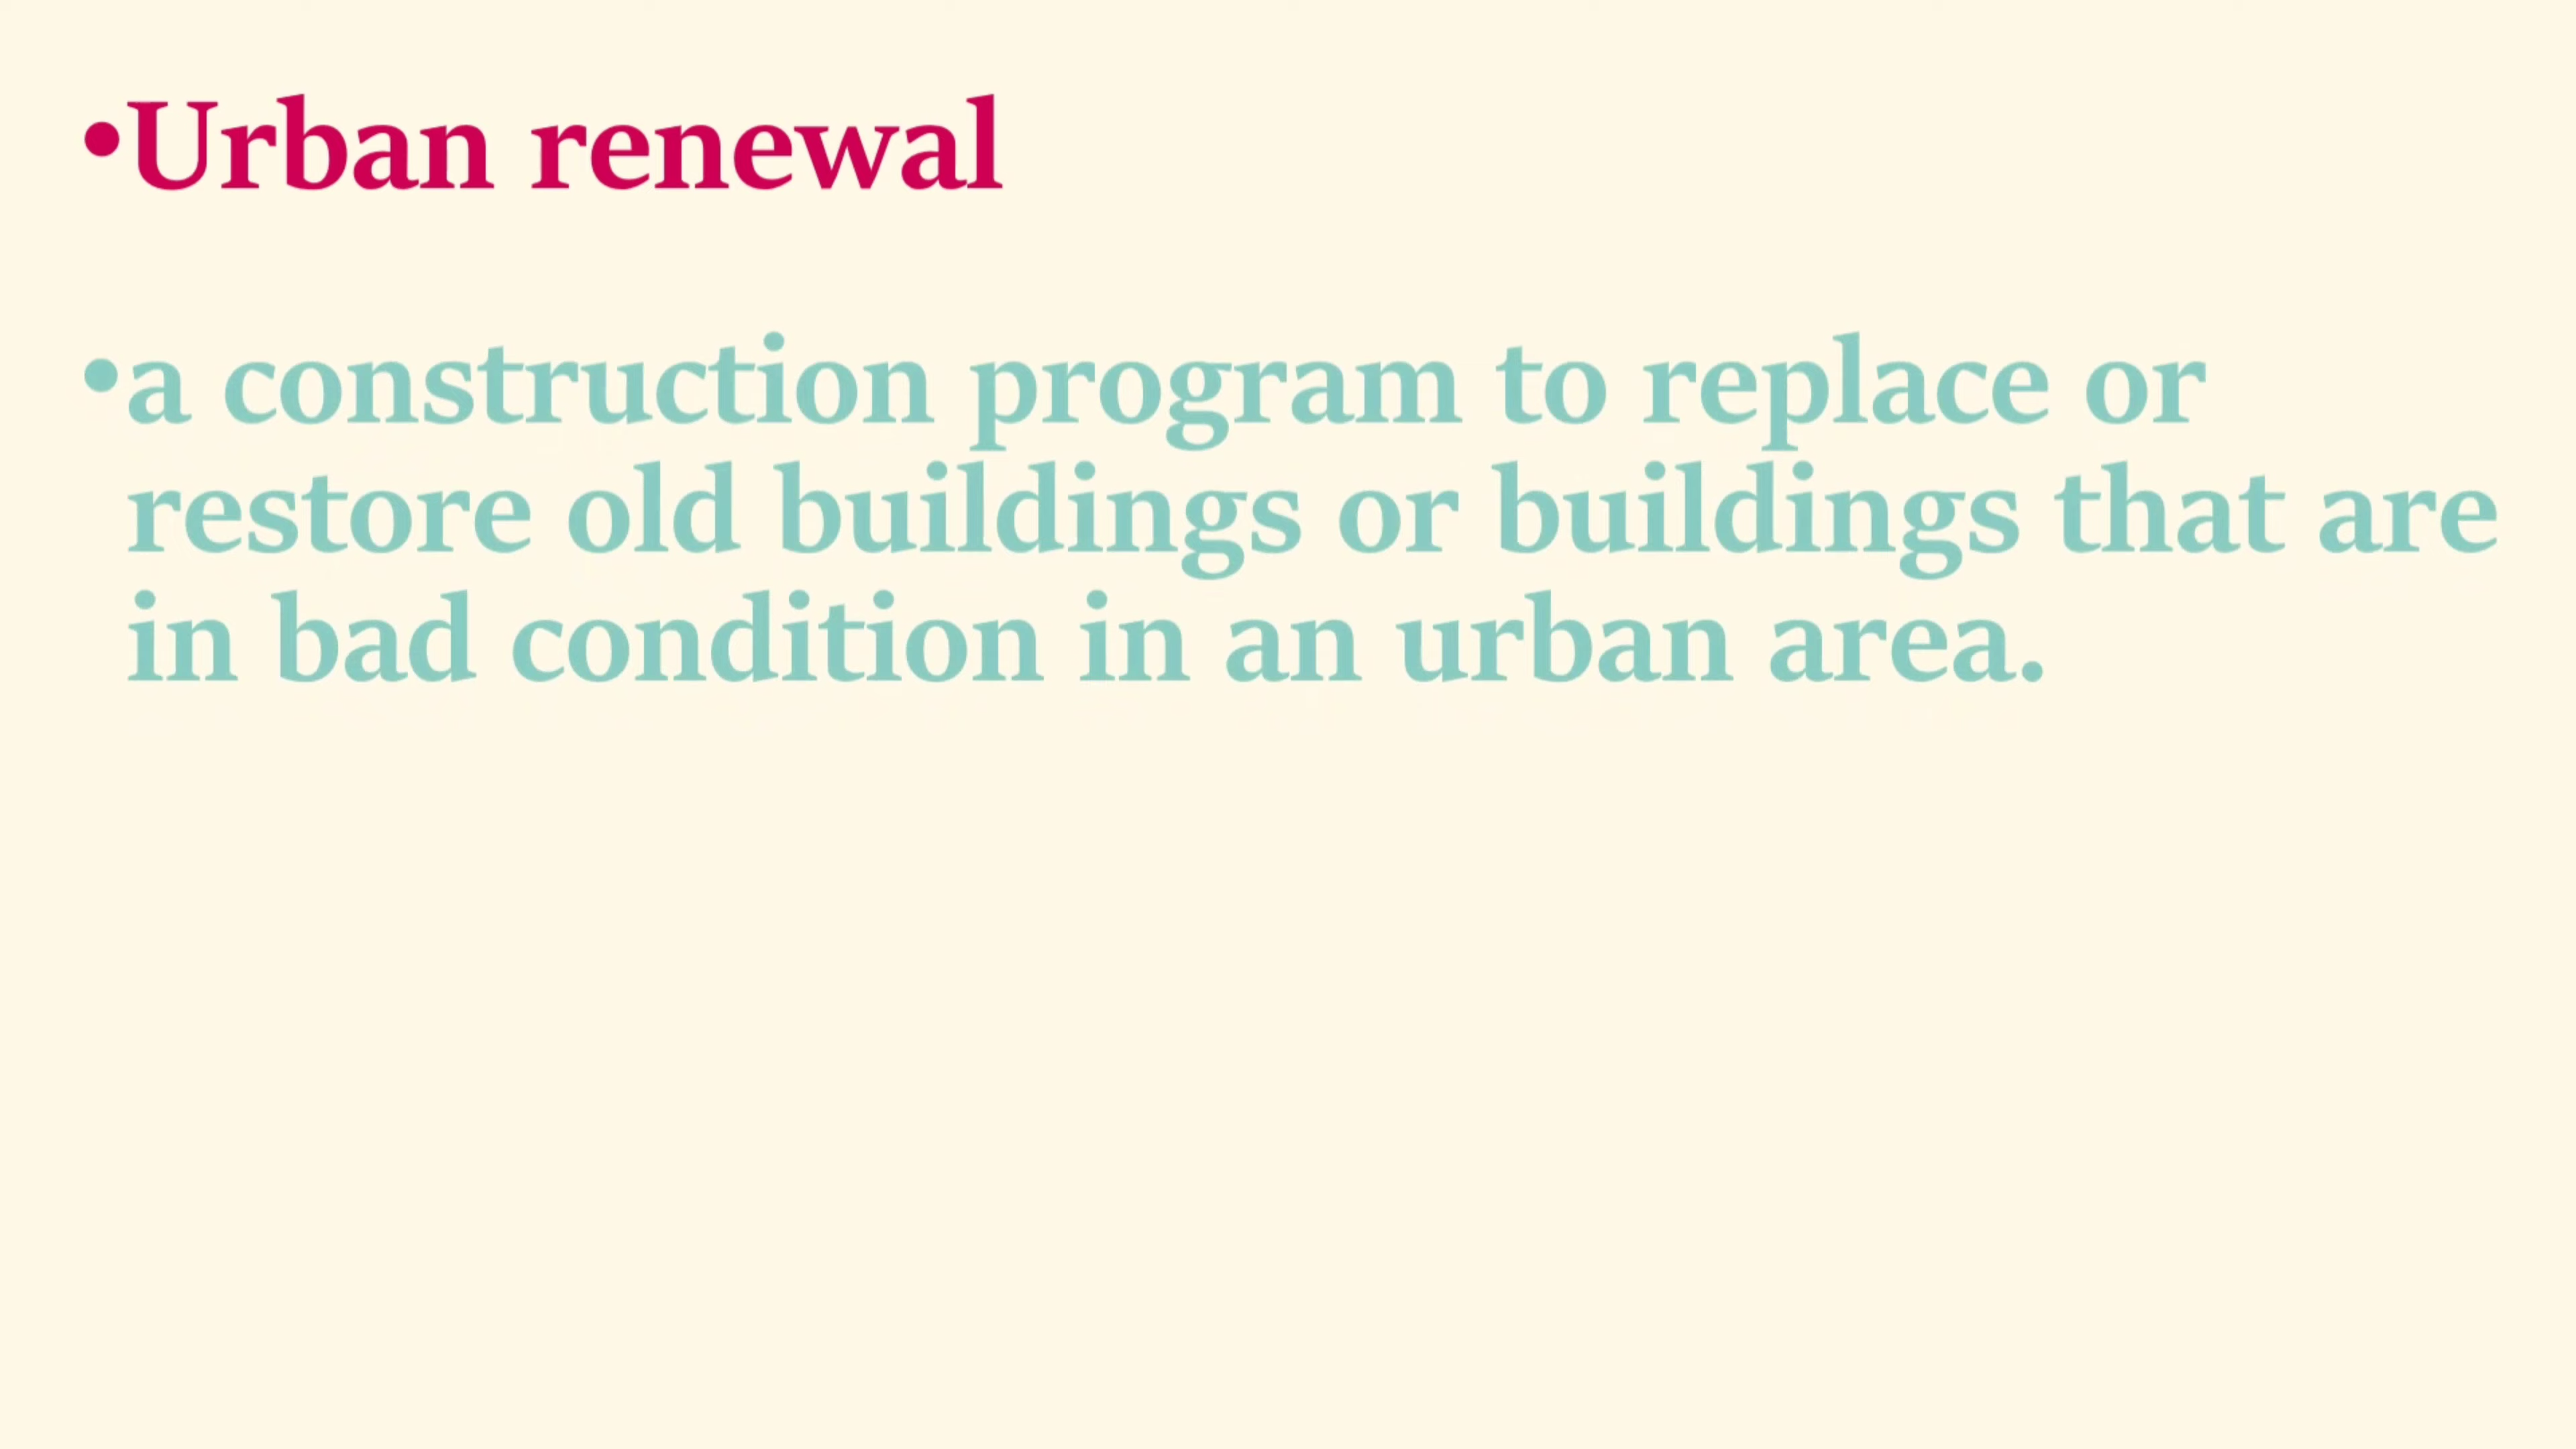 •Urban renewal
•a construction program to replace or
restore old buildings or buildings that are
in bad condition in an urban area.